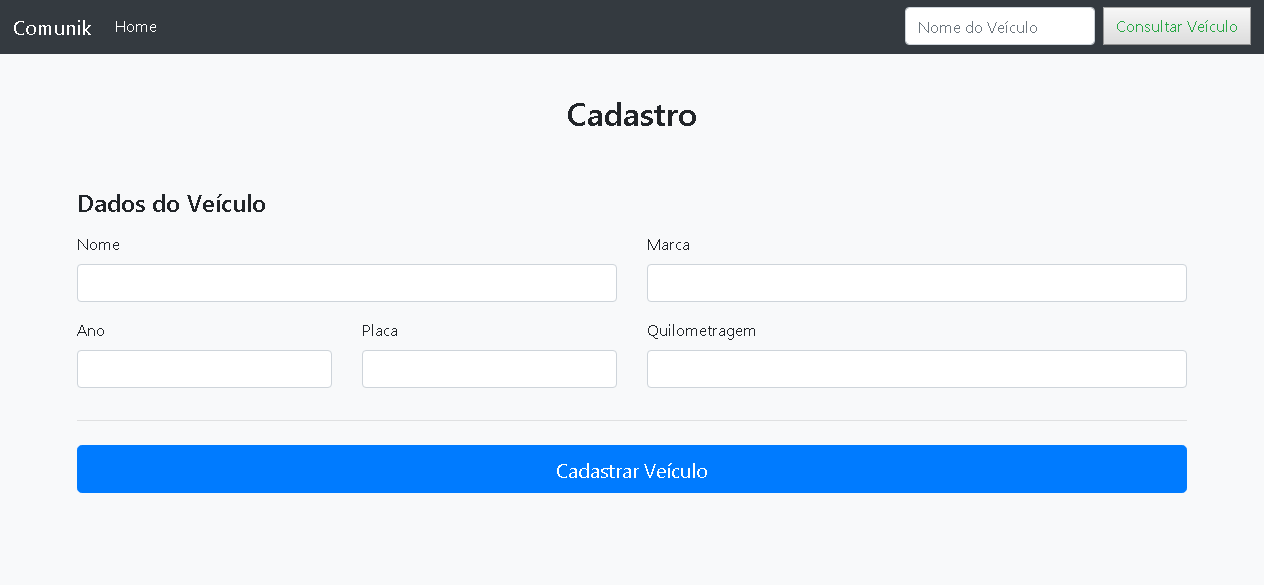 Comunik Home Nome do Veículo Consultar Veículo
Cadastro
Dados do Veículo
Nome Marca
Ano Placa Quilometragem
Cadastrar Veículo